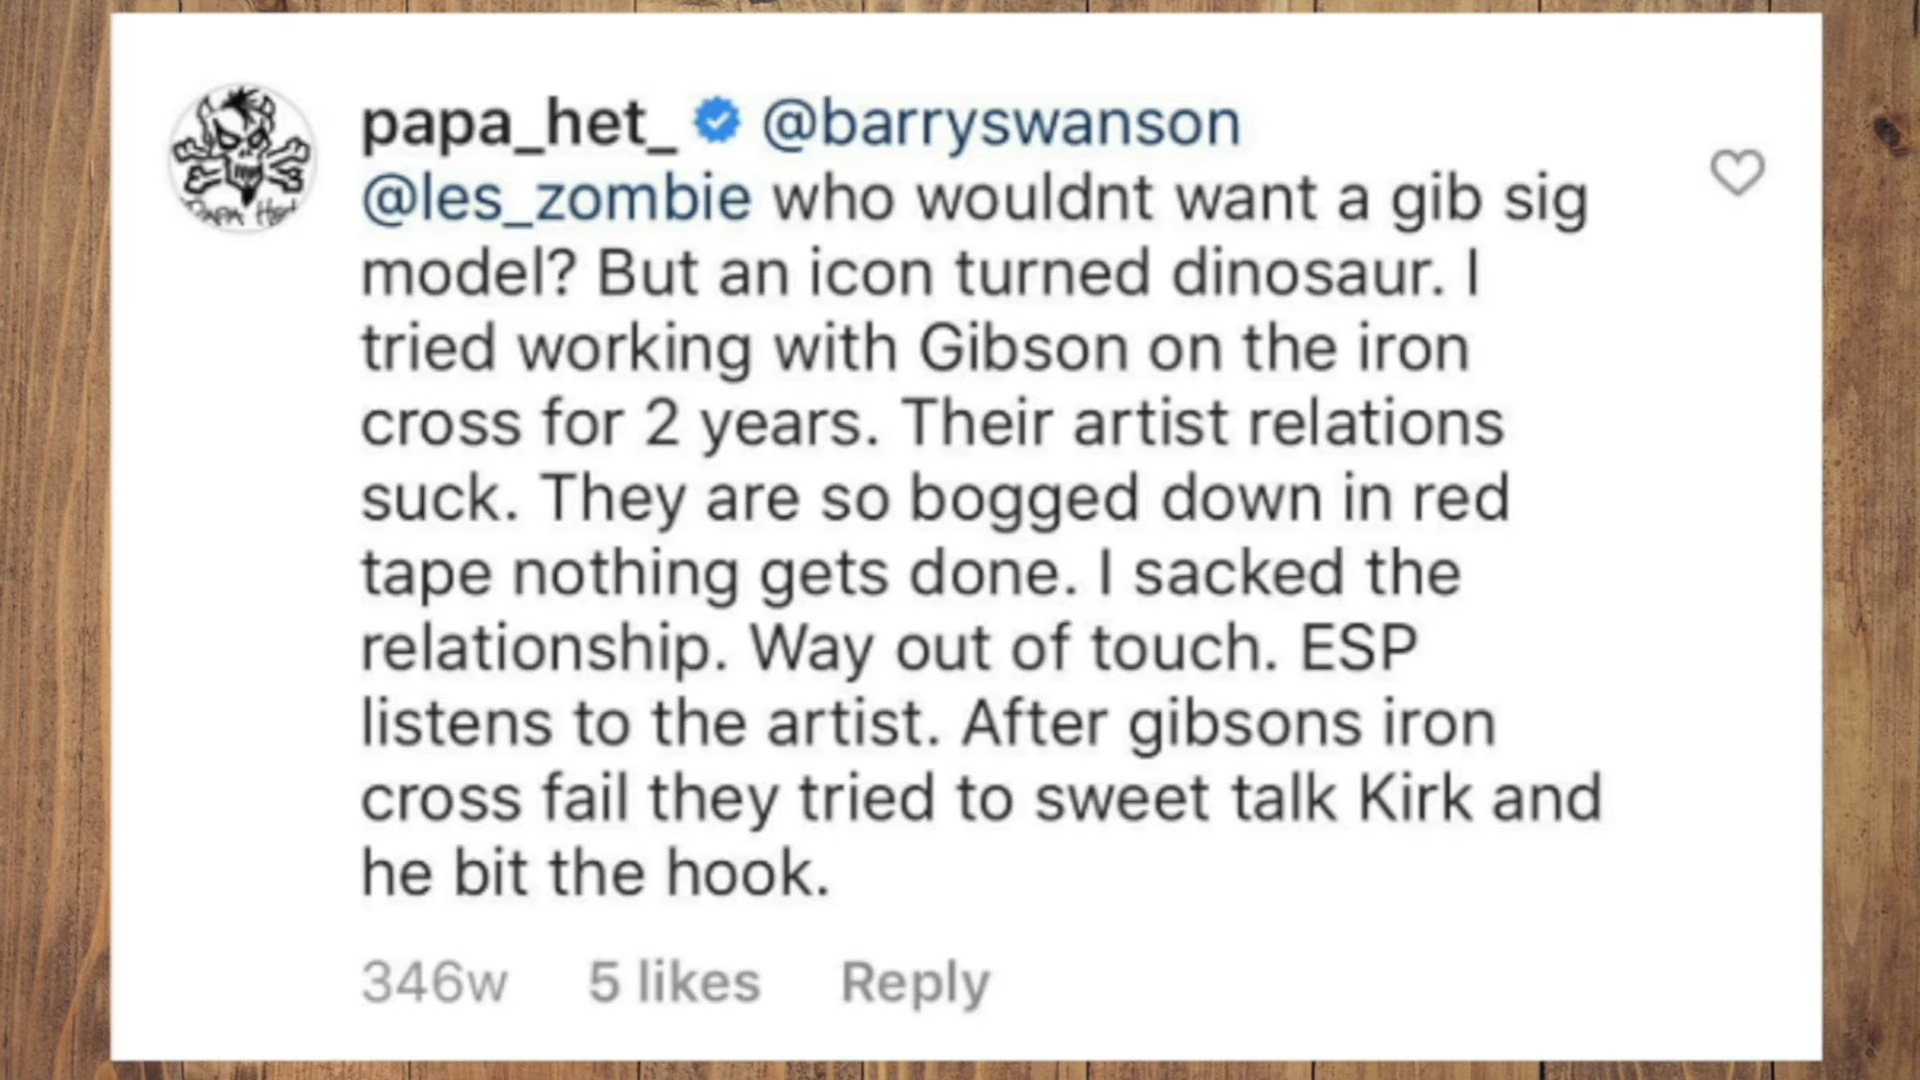 papa_het_ @barryswanson
@les_zombie who wouldnt want a gib sig
model? But an icon turned dinosaur. I
tried working with Gibson on the iron
cross for 2 years. Their artist relations
suck. They are so bogged down in red
tape nothing gets done. I sacked the
relationship. Way out of touch. ESP
listens to the artist. After gibsons iron
cross fail they tried to sweet talk Kirk and
he bit the hook.
346w 5 likes Reply
PAPA Het